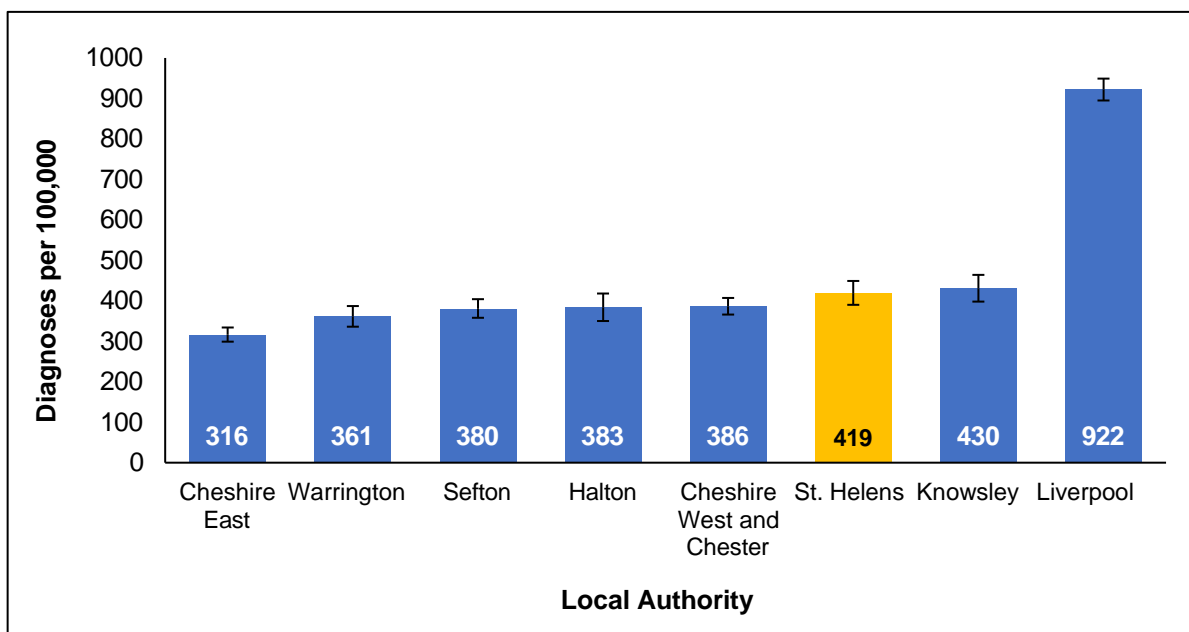 1000
900
800
700
600
500
400
300
200
100
0
Diagnoses per 100,000
316 361 380 383 386 419 430 922
Cheshire East
Warrington
Sefton
Halton
Cheshire West and Chester
St. Helens
Knowsley
Liverpool
Local Authority